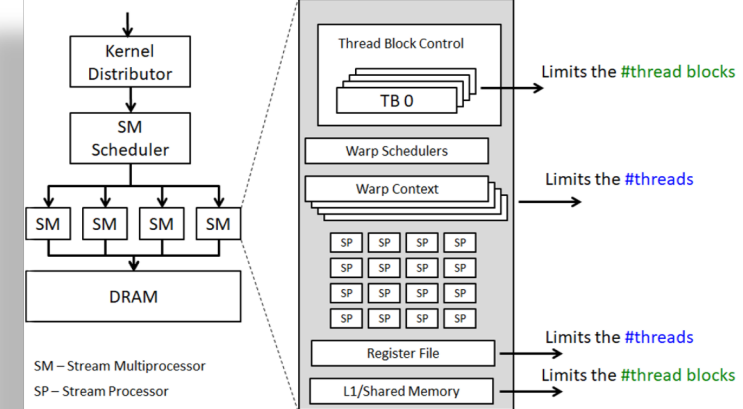 Kernel
Distributor
SM
Scheduler
SM SM SM SM
DRAM
SM – Stream Multiprocessor
SP – Stream Processor
Thread Block Control
TB 0
Limits the #thread blocks
Warp Schedulers
Warp Context
Limits the #threads
SP SP SP SP
SP SP SP SP
SP SP SP SP
SP SP SP SP
Register File
Limits the #threads
L1/Shared Memory
Limits the #thread blocks